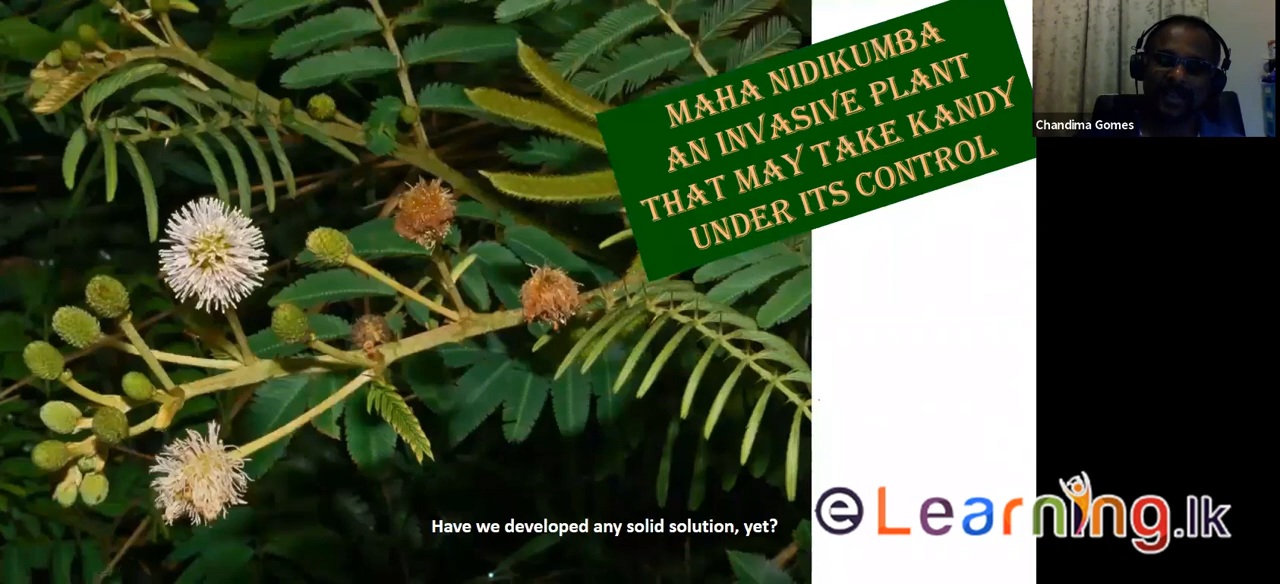 MAHA NIDIKUMBA
AN INVASIVE PLANT
THAT MAY TAKE KANDY
UNDER ITS CONTROL
Chandima Gomes
Have we developed any solid solution, yet?
eLearning.lk